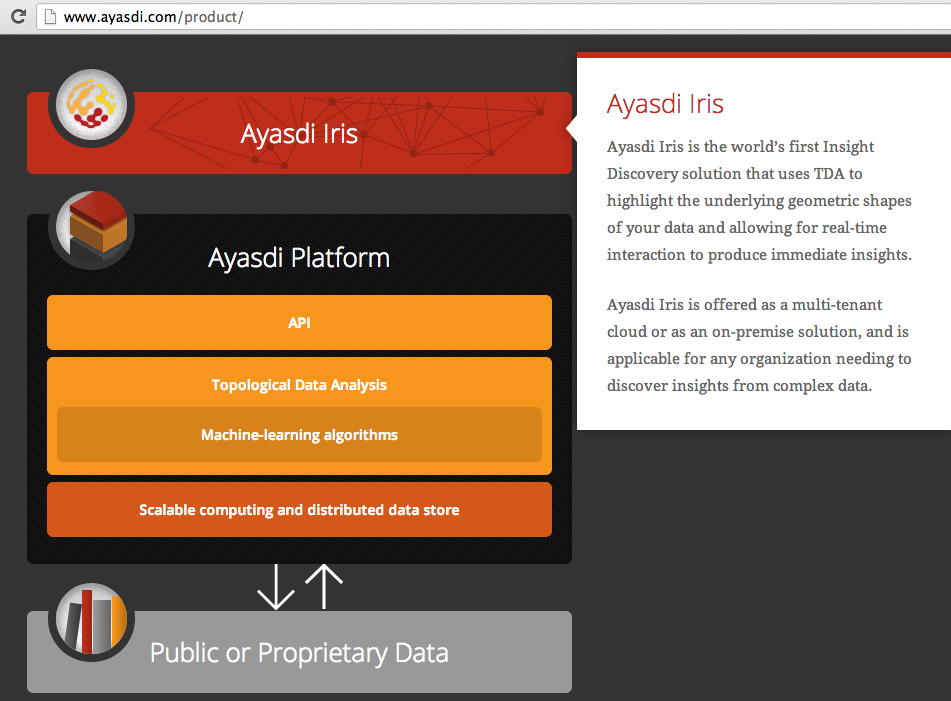 www.ayasdi.com/product/
Ayasdi Iris
Ayasdi Platform
API
Topological Data Analysis
Machine-learning algorithms
Scalable computing and distributed data store
Public or Proprietary Data
Ayasdi Iris
Ayasdi Iris is the world’s first Insight
Discovery solution that uses TDA to
highlight the underlying geometric shapes
of your data and allowing for real-time
interaction to produce immediate insights.
Ayasdi Iris is offered as a multi-tenant
cloud or as an on-premise solution, and is
applicable for any organization needing to
discover insights from complex data.